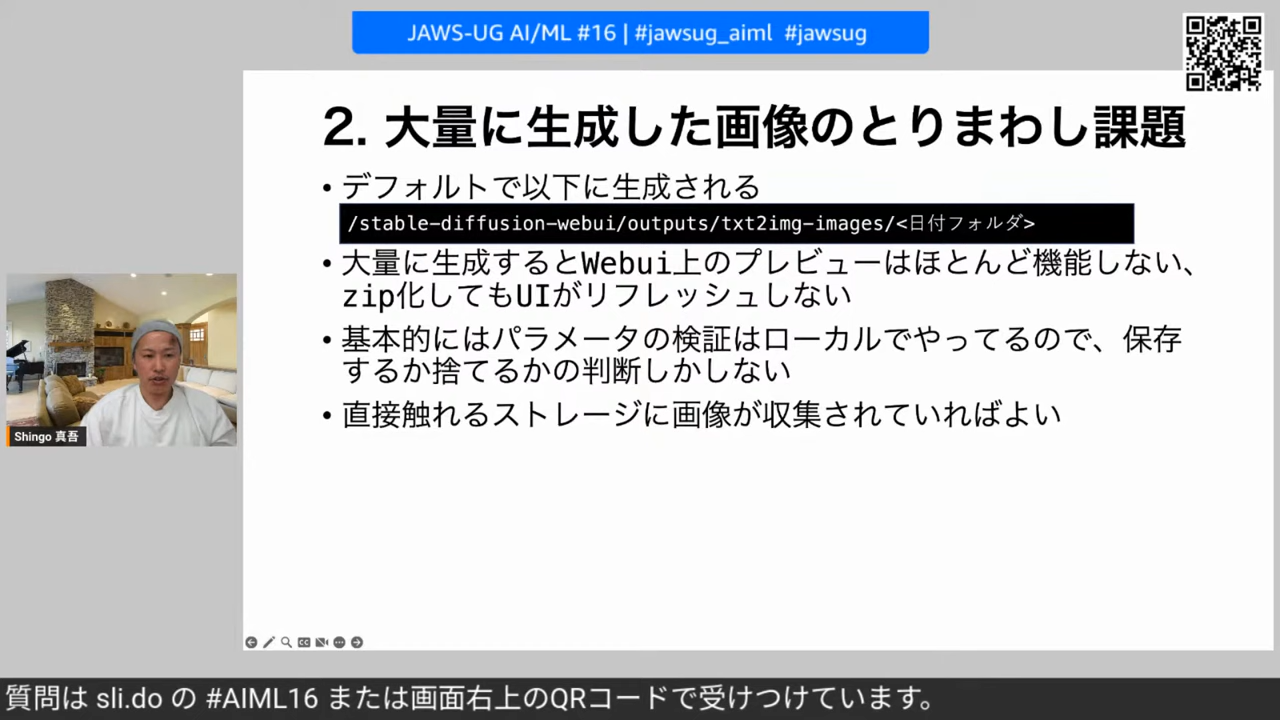 JAWS-UG AI/ML #16 | #jawsug_aiml #jawsug
2. 大量に生成した画像のとりまわし課題
• デフォルトで以下に生成される
/stable-diffusion-webui/outputs/txt2img-images/<日付フォルダ>
• 大量に生成するとWebui上のプレビューはほとんど機能しない、
zip化してもUIがリフレッシュしない
• 基本的にはパラメータの検証はローカルでやってるので、保存
するか捨てるかの判断しかしない
• 直接触れるストレージに画像が収集されていればよい
Shingo 真吾
質問は sli.do の #AIML16 または画面右上のQRコードで受けつけています。